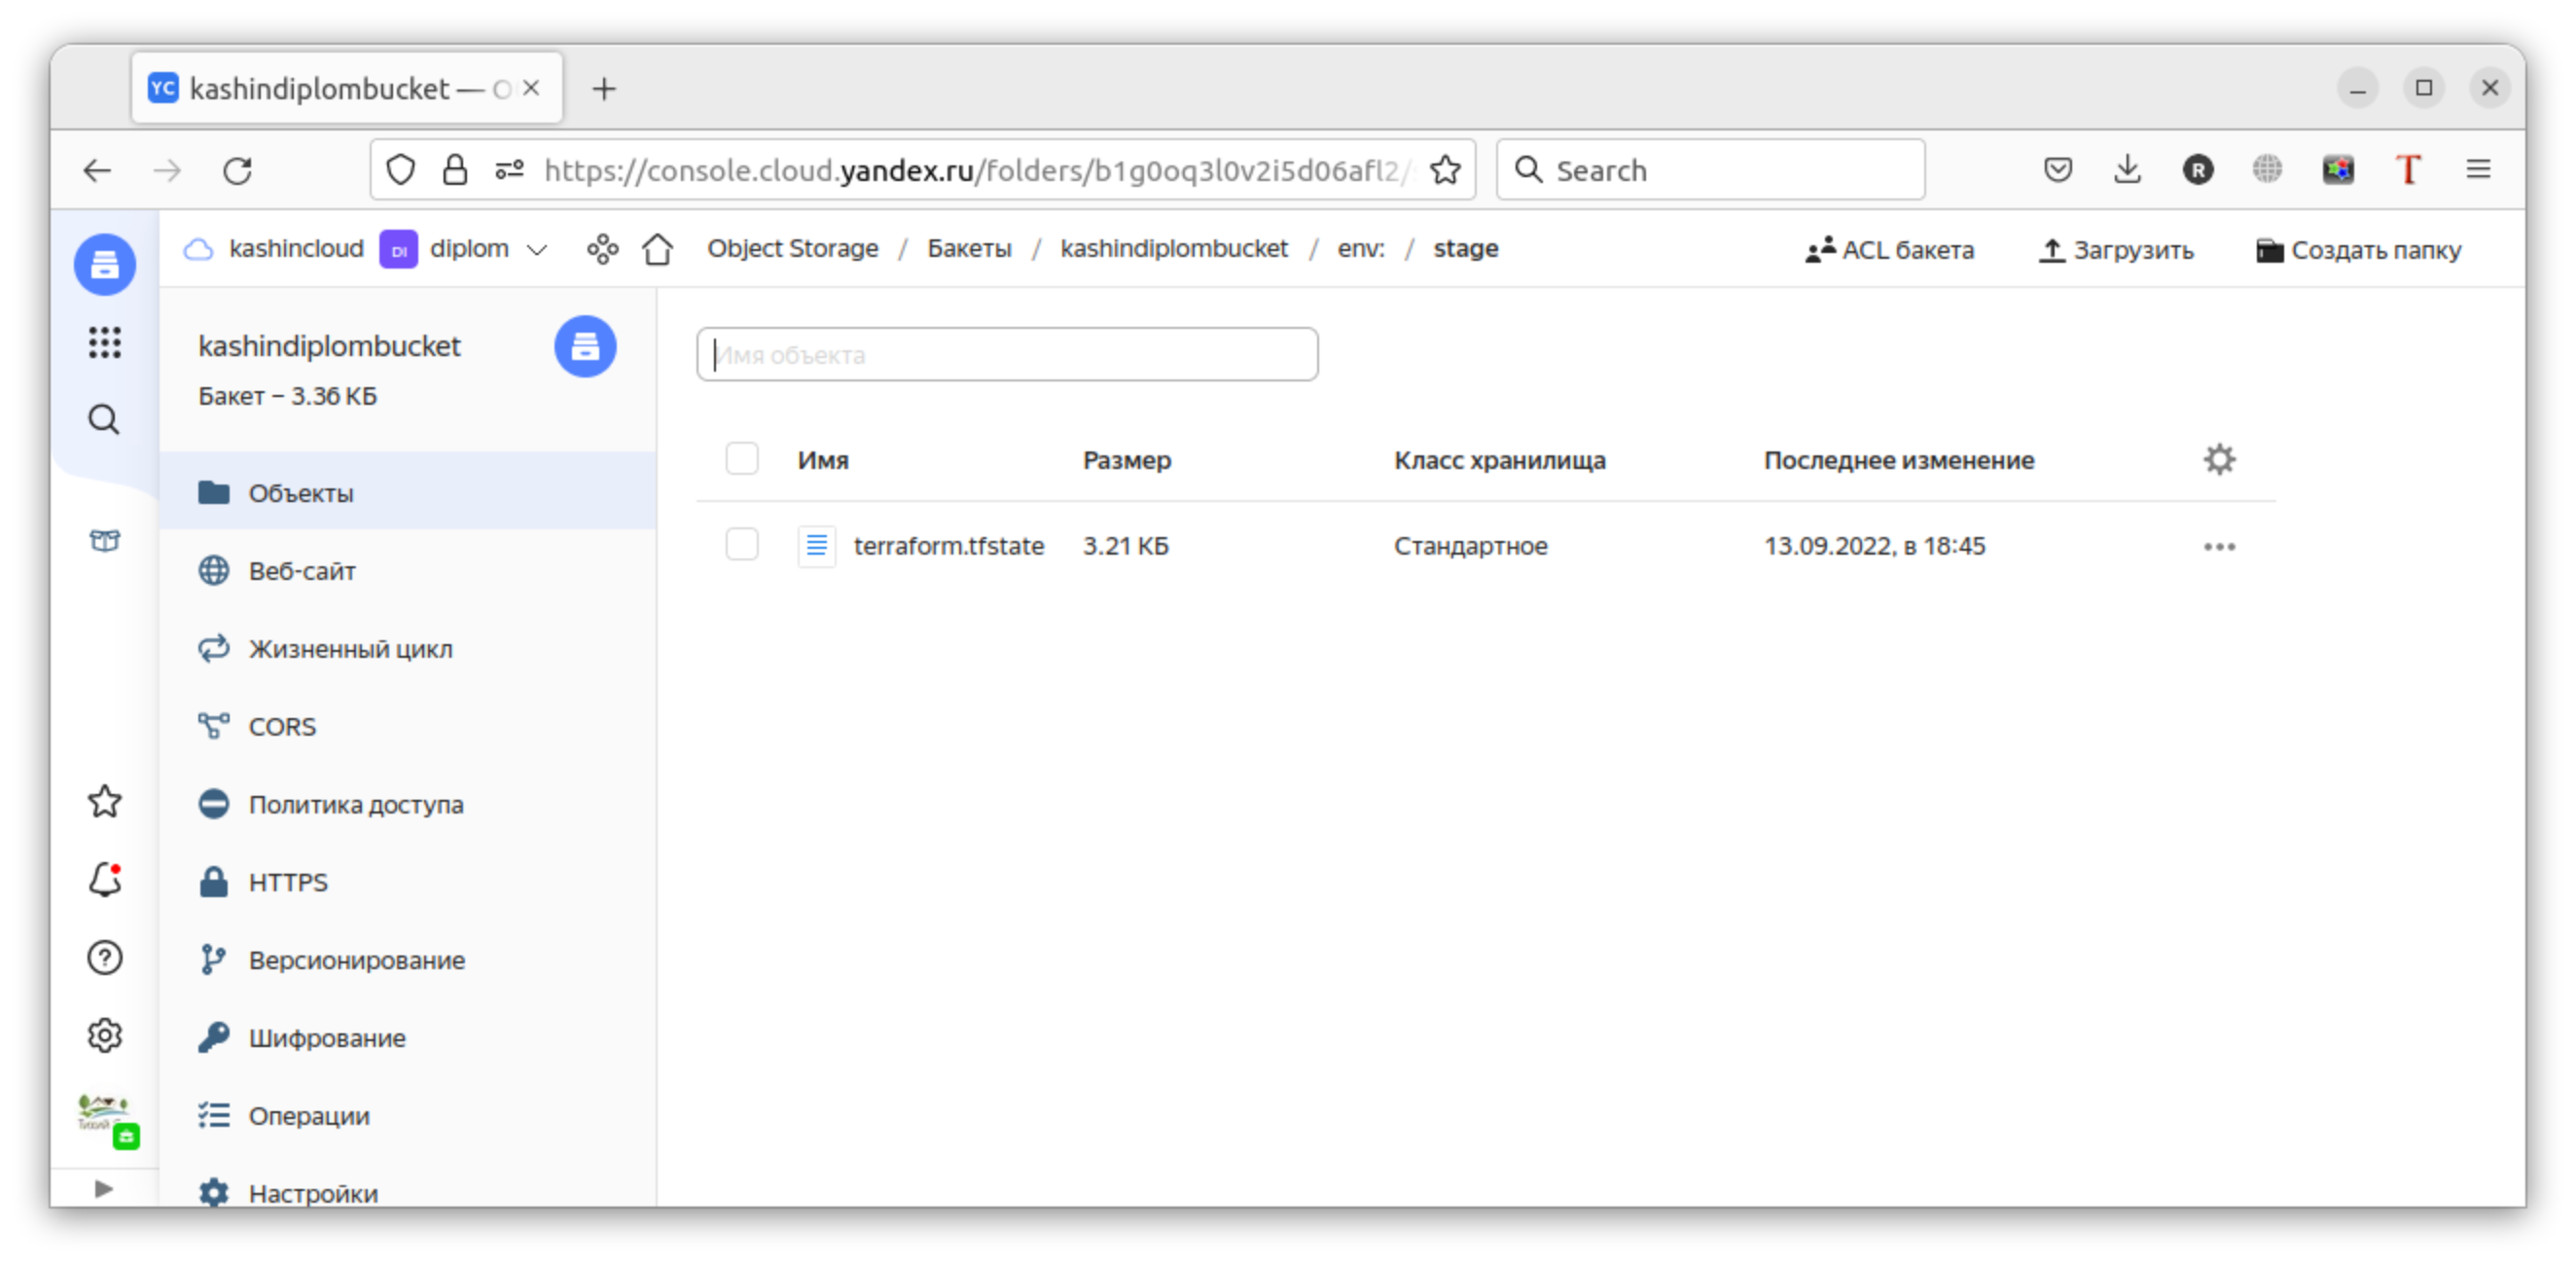 YC kashindiplombucket —
https://console.cloud.yandex.ru/folders/b1g0oq3l0v2i5d06afl2/
Search
R
T
kashincloud DI diplom Object Storage / Бакеты / kashindiplombucket / env: / stage
ACL бакета Загрузить Создать папку
kashindiplombucket
Бакет – 3.36 КБ
Имя объекта
Имя Размер Класс хранилища Последнее изменение
terraform.tfstate 3.21 КБ Стандартное 13.09.2022, в 18:45
Объекты
Веб-сайт
Жизненный цикл
CORS
Политика доступа
HTTPS
Версионирование
Шифрование
Операции
Настройки